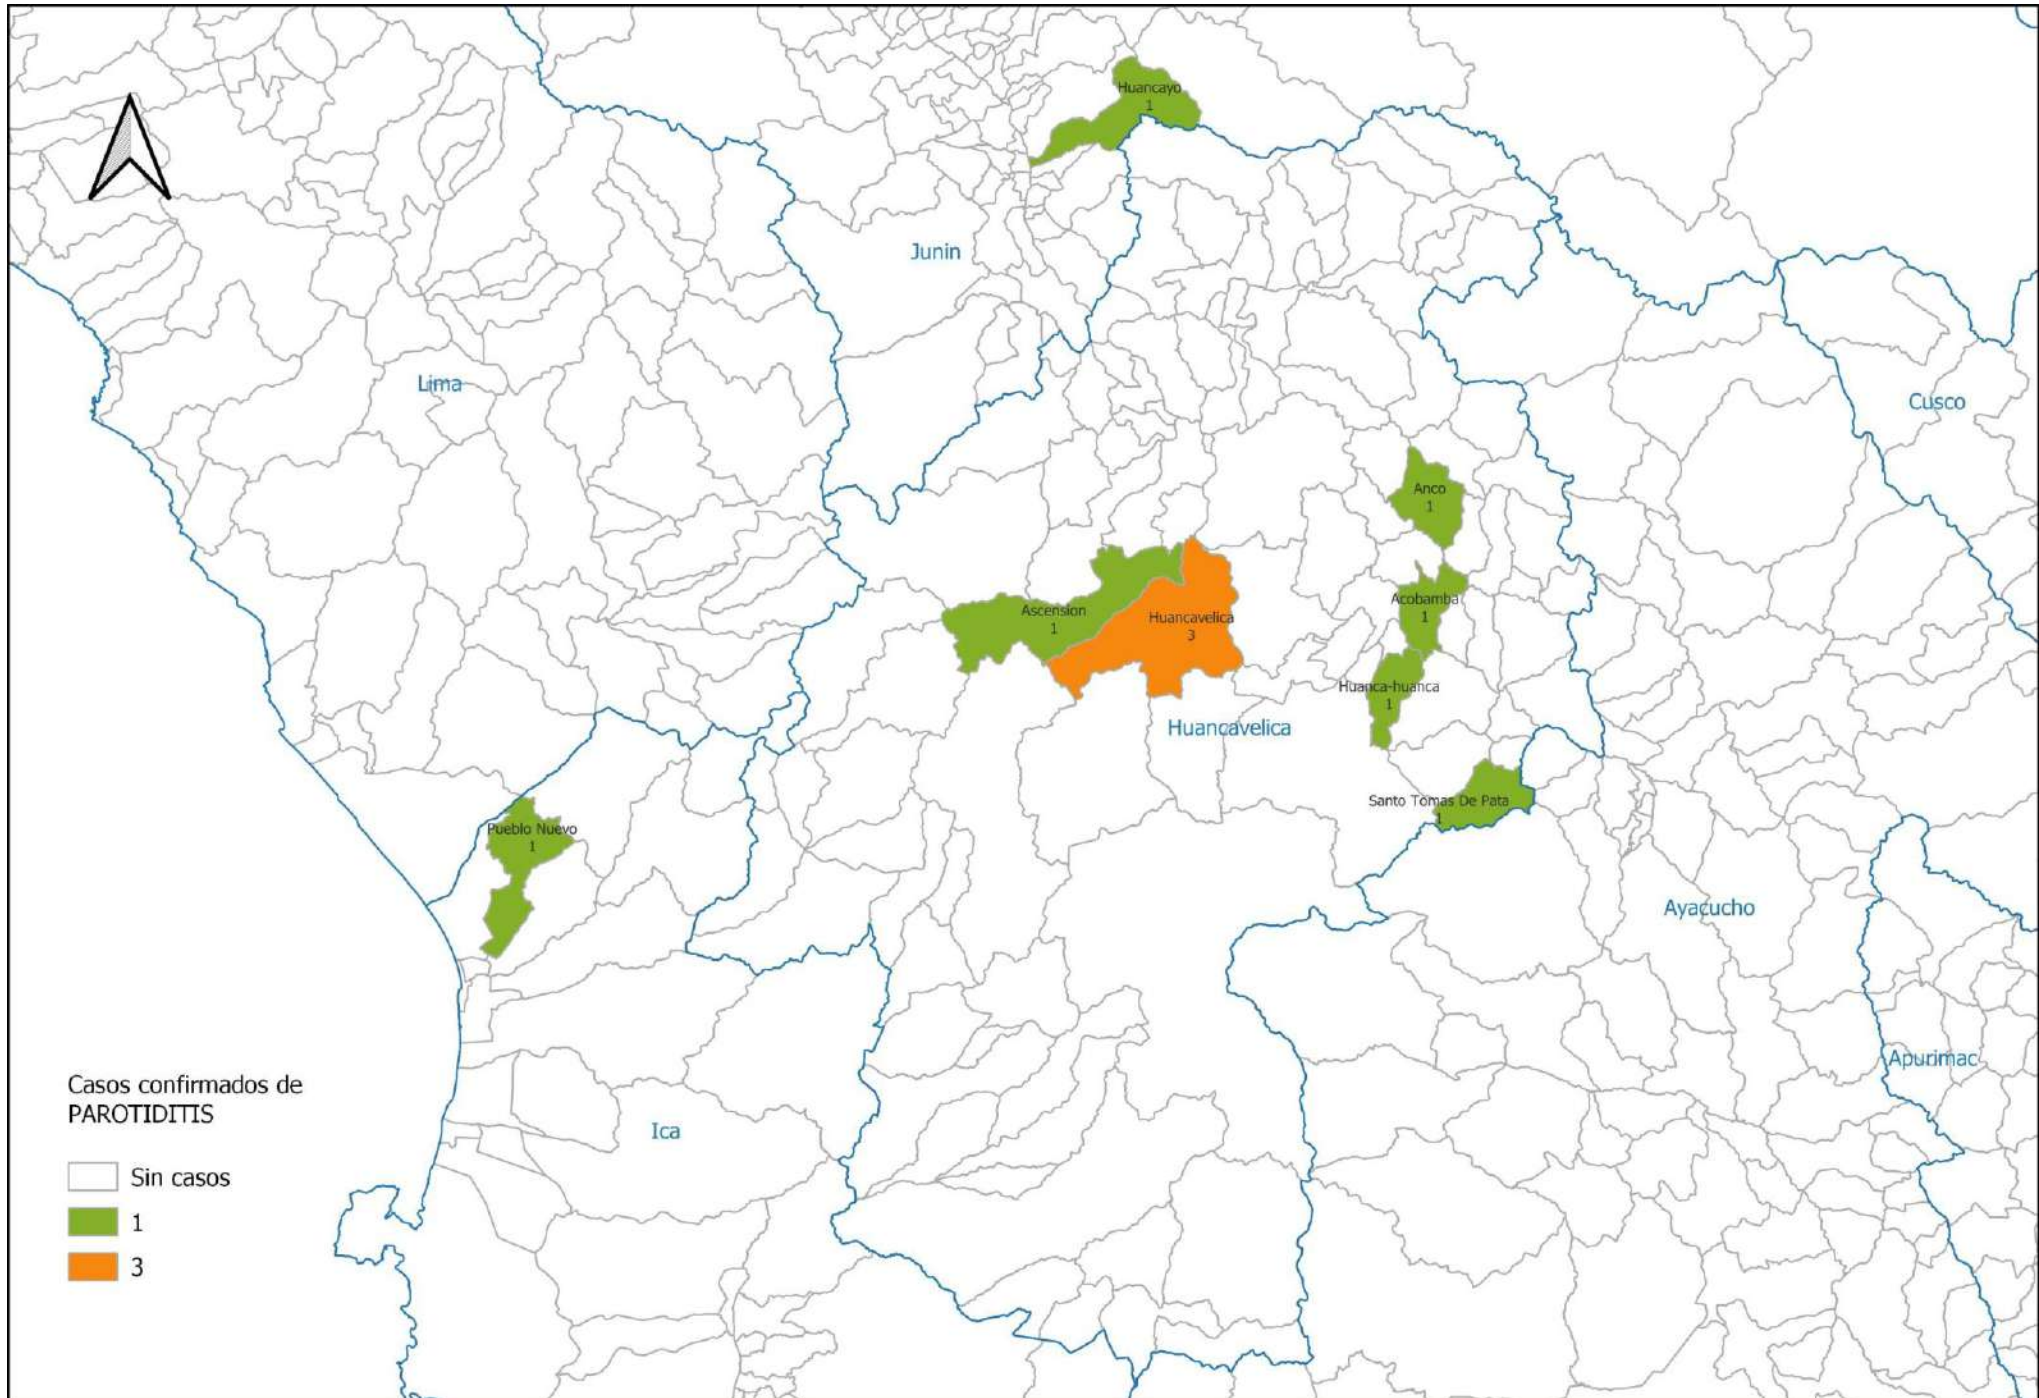 Huancayo
1
Junin
Lima
Cusco
Anco
1
Acobamba
1
Ascension
1
Huancavelica
3
Huanca-huanca
1
Huancavelica
Santo Tomas De Pata
1
Pueblo Nuevo
1
Ayacucho
Apurimac
Ica
Casos confirmados de
PAROTIDITIS
Sin casos
1
3